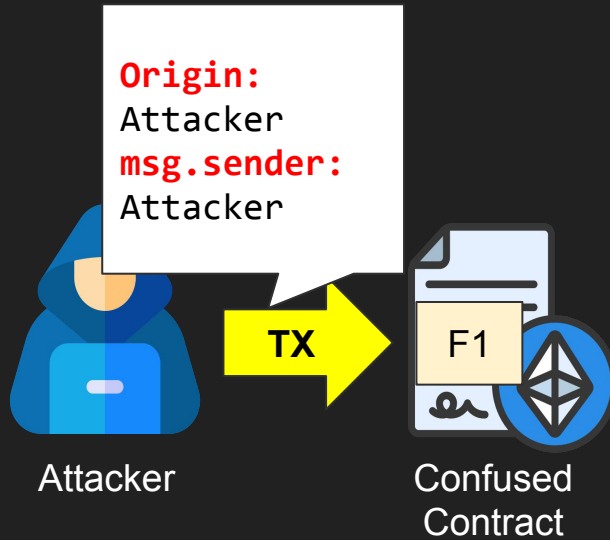 Origin:
Attacker
msg.sender:
Attacker
TX
F1
Attacker
Confused
Contract